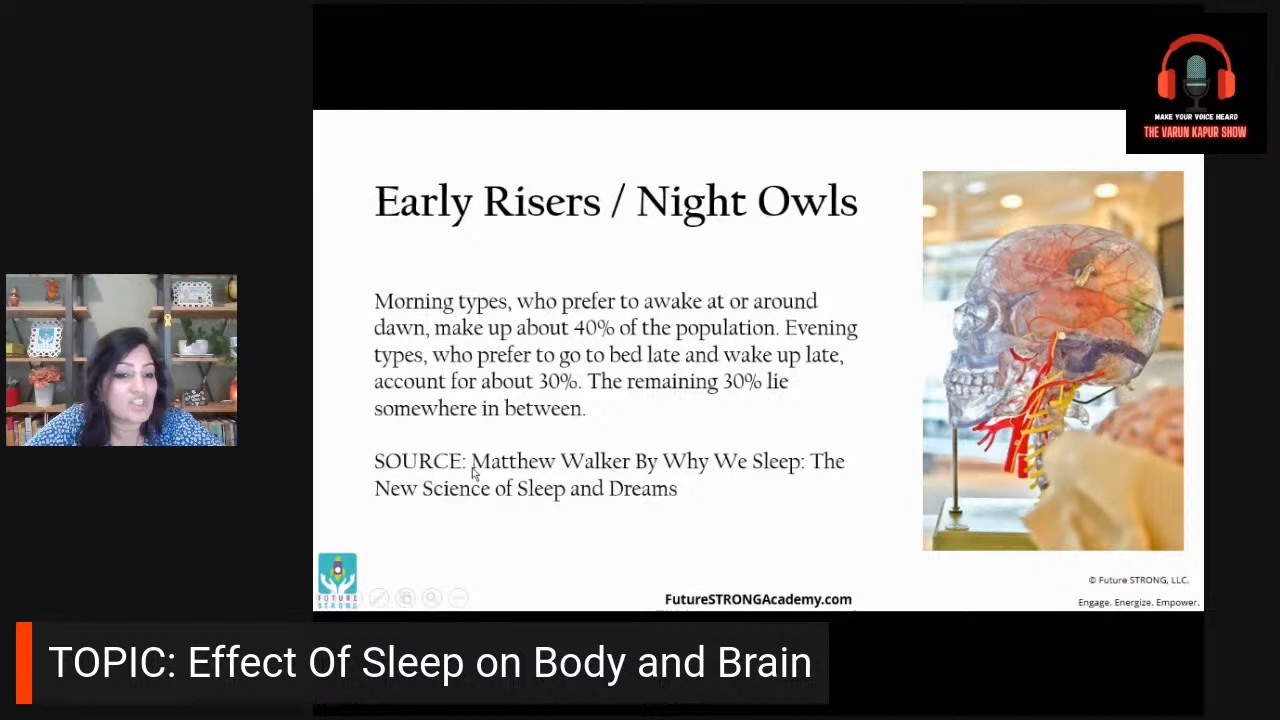 MAKE YOUR VOICE HEARD
THE VARUN KAPUR SHOW
Early Risers / Night Owls
Morning types, who prefer to awake at or around
dawn, make up about 40% of the population. Evening
types, who prefer to go to bed late and wake up late,
account for about 30%. The remaining 30% lie
somewhere in between.
SOURCE: Matthew Walker By Why We Sleep: The
New Science of Sleep and Dreams
FUTURE
STRONG
FutureSTRONGAcademy.com
© Future STRONG, LLC.
Engage. Energize. Empower.
TOPIC: Effect Of Sleep on Body and Brain